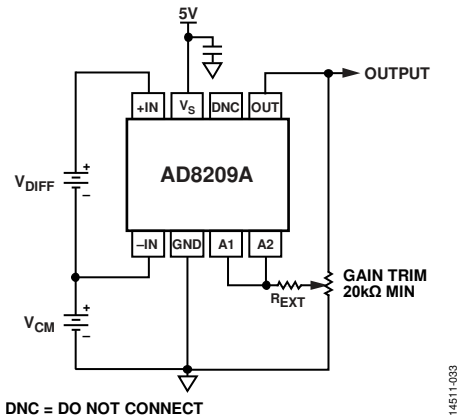 5V
OUTPUT
+IN
VS
DNC
OUT
VDIFF
+
–
AD8209A
–IN
GND
A1
A2
GAIN TRIM
20kΩ MIN
REXT
VCM
+
–
DNC = DO NOT CONNECT
14511-033